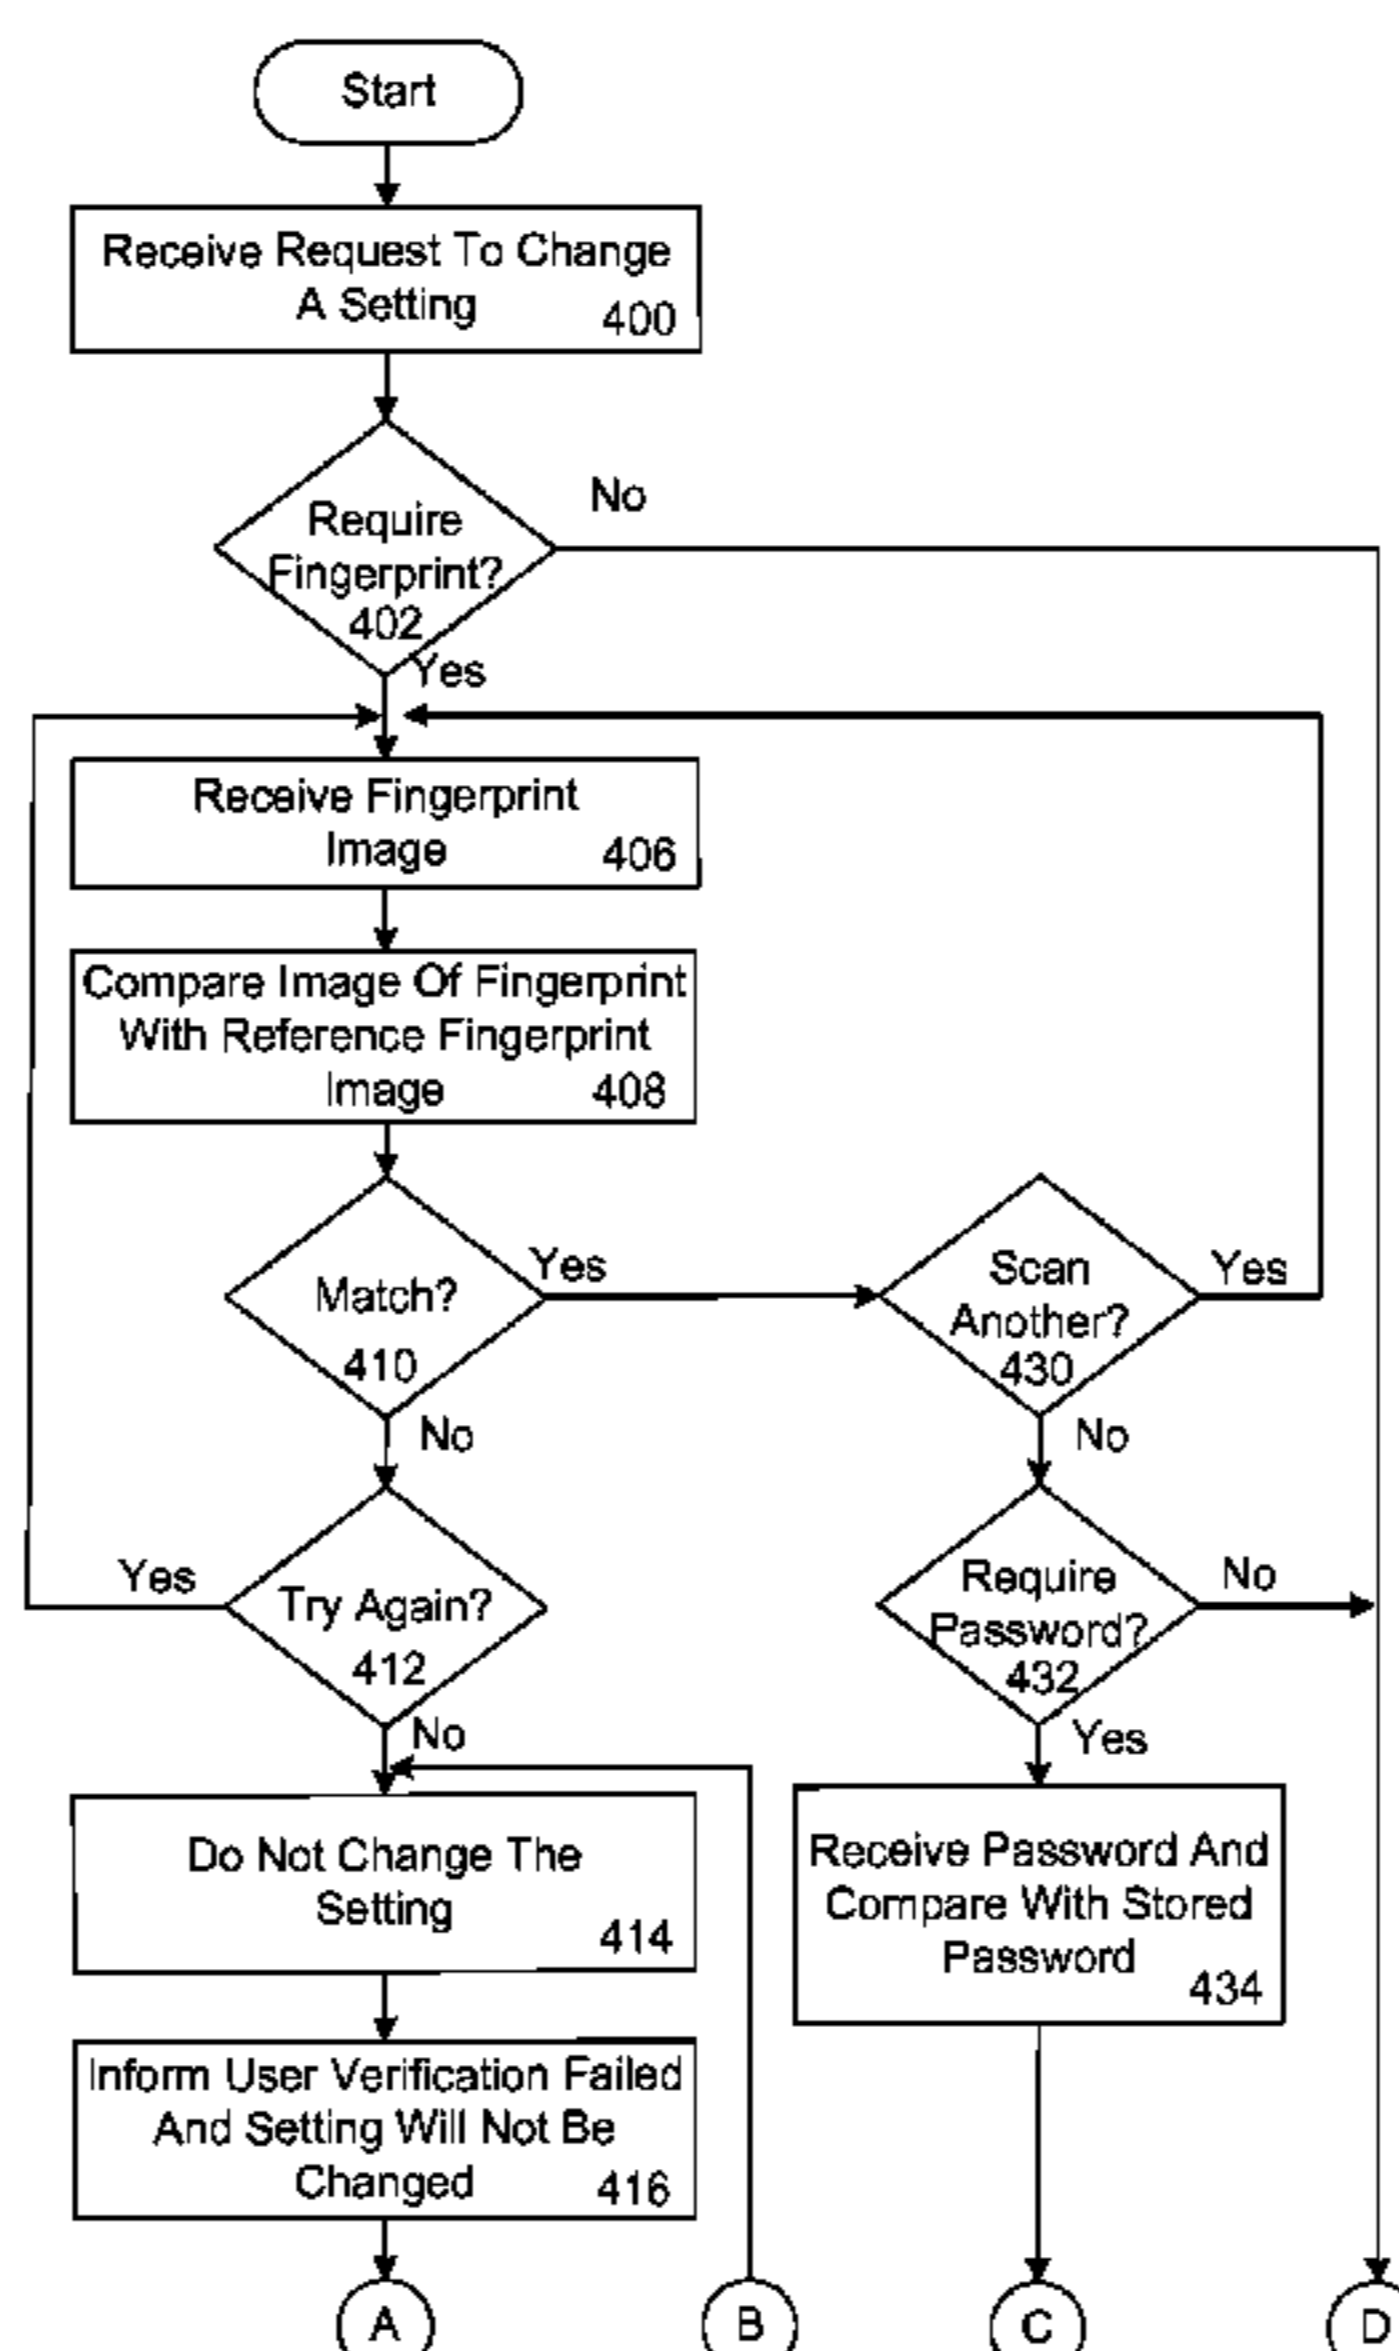 Start
Receive Request To Change
A Setting
400
Require
Fingerprint?
402
No
Yes
Receive Fingerprint
Image
406
Compare Image Of Fingerprint
With Reference Fingerprint
Image
408
Match?
410
Yes
Scan
Another?
430
Yes
No
No
Try Again?
412
Yes
Require
Password?
432
No
No
Yes
Do Not Change The
Setting
414
Receive Password And
Compare With Stored
Password
434
Inform User Verification Failed
And Setting Will Not Be
Changed
416
A
B
C
D